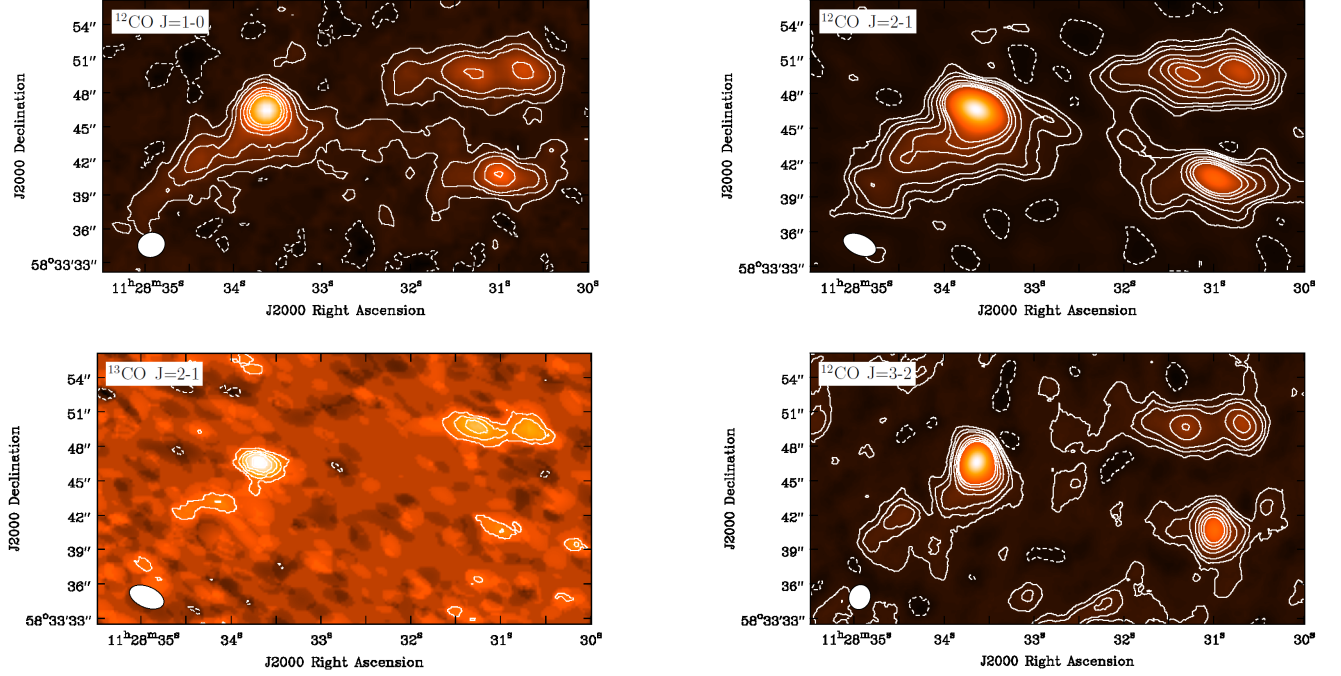 ¹²CO J=1-0
54″
51″
48″
45″
42″
39″
36″
58°33′33″
J2000 Declination
11ʰ28ᵐ35ˢ
34ˢ
33ˢ
32ˢ
31ˢ
30ˢ
J2000 Right Ascension
¹²CO J=2-1
54″
51″
48″
45″
42″
39″
36″
58°33′33″
J2000 Declination
11ʰ28ᵐ35ˢ
34ˢ
33ˢ
32ˢ
31ˢ
30ˢ
J2000 Right Ascension
¹³CO J=2-1
54″
51″
48″
45″
42″
39″
36″
58°33′33″
J2000 Declination
11ʰ28ᵐ35ˢ
34ˢ
33ˢ
32ˢ
31ˢ
30ˢ
J2000 Right Ascension
¹²CO J=3-2
54″
51″
48″
45″
42″
39″
36″
58°33′33″
J2000 Declination
11ʰ28ᵐ35ˢ
34ˢ
33ˢ
32ˢ
31ˢ
30ˢ
J2000 Right Ascension